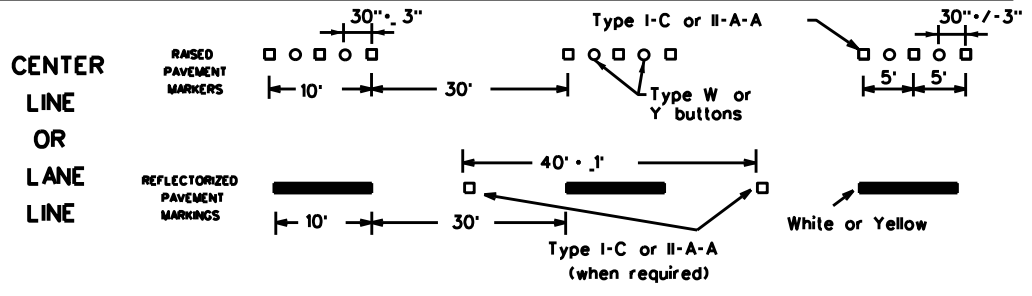 30"·_ 3"
Type I-C or II-A-A
30"·/-3"
CENTER
LINE
OR
LANE
LINE
RAISED
PAVEMENT
MARKERS
10'
30'
Type W or
Y buttons
5'
5'
40'·_1'
REFLECTORIZED
PAVEMENT
MARKINGS
10'
30'
Type I-C or II-A-A
(when required)
White or Yellow